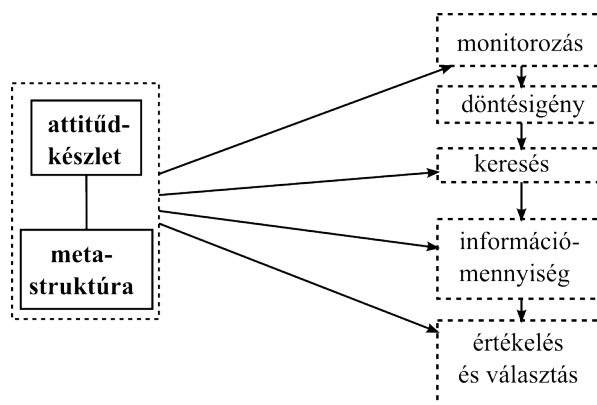 attitűd-
készlet
meta-
struktúra
monitorozás
döntésigény
keresés
információ-
mennyiség
értékelés
és választás